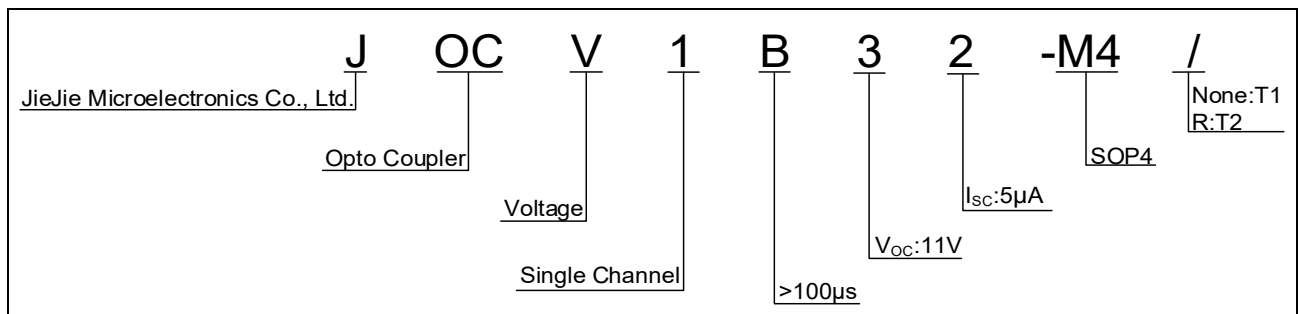 J OC V 1 B 3 2 -M4 /
JieJie Microelectronics Co., Ltd.
None:T1
R:T2
Opto Coupler
SOP4
Voltage
ISC:5µA
VOC:11V
Single Channel
>100µs